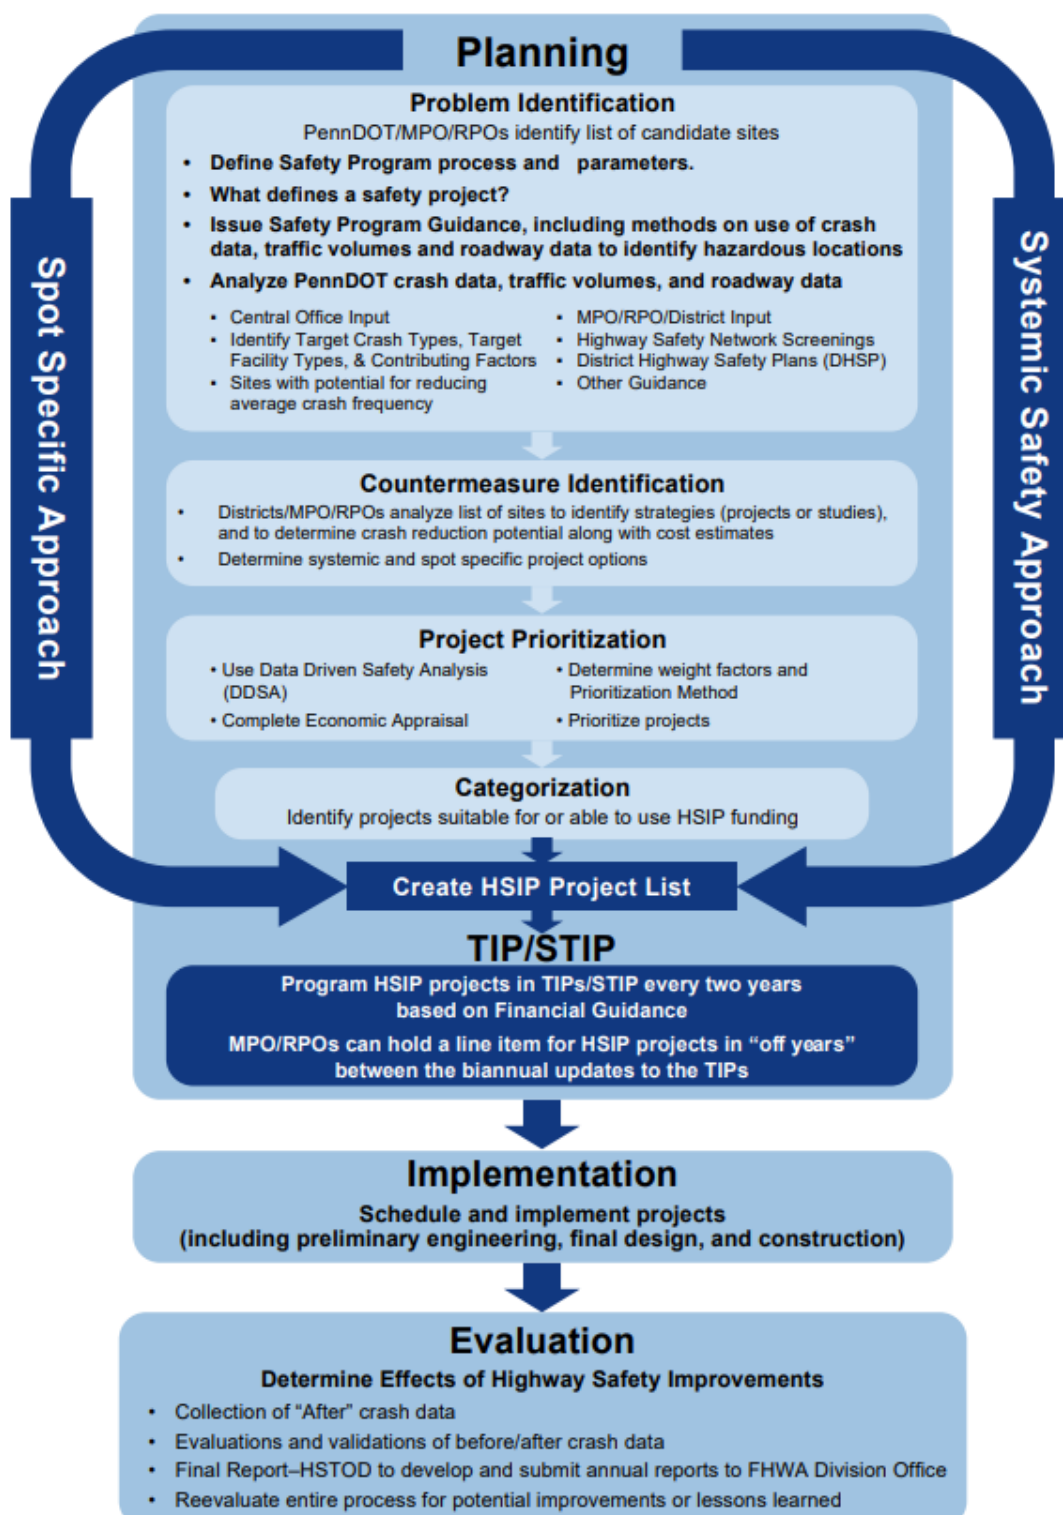 Planning
Problem Identification
PennDOT/MPO/RPOs identify list of candidate sites
• Define Safety Program process and parameters.
• What defines a safety project?
• Issue Safety Program Guidance, including methods on use of crash
data, traffic volumes and roadway data to identify hazardous locations
• Analyze PennDOT crash data, traffic volumes, and roadway data
▪ Central Office Input
▪ Identify Target Crash Types, Target
Facility Types, & Contributing Factors
▪ Sites with potential for reducing
average crash frequency
▪ MPO/RPO/District Input
▪ Highway Safety Network Screenings
▪ District Highway Safety Plans (DHSP)
▪ Other Guidance
Spot Specific Approach
Systemic Safety Approach
Countermeasure Identification
• Districts/MPO/RPOs analyze list of sites to identify strategies (projects or studies),
and to determine crash reduction potential along with cost estimates
• Determine systemic and spot specific project options
Project Prioritization
• Use Data Driven Safety Analysis
(DDSA)
• Complete Economic Appraisal
• Determine weight factors and
Prioritization Method
• Prioritize projects
Categorization
Identify projects suitable for or able to use HSIP funding
Create HSIP Project List
TIP/STIP
Program HSIP projects in TIPs/STIP every two years
based on Financial Guidance
MPO/RPOs can hold a line item for HSIP projects in “off years”
between the biannual updates to the TIPs
Implementation
Schedule and implement projects
(including preliminary engineering, final design, and construction)
Evaluation
Determine Effects of Highway Safety Improvements
• Collection of “After” crash data
• Evaluations and validations of before/after crash data
• Final Report–HSTOD to develop and submit annual reports to FHWA Division Office
• Reevaluate entire process for potential improvements or lessons learned